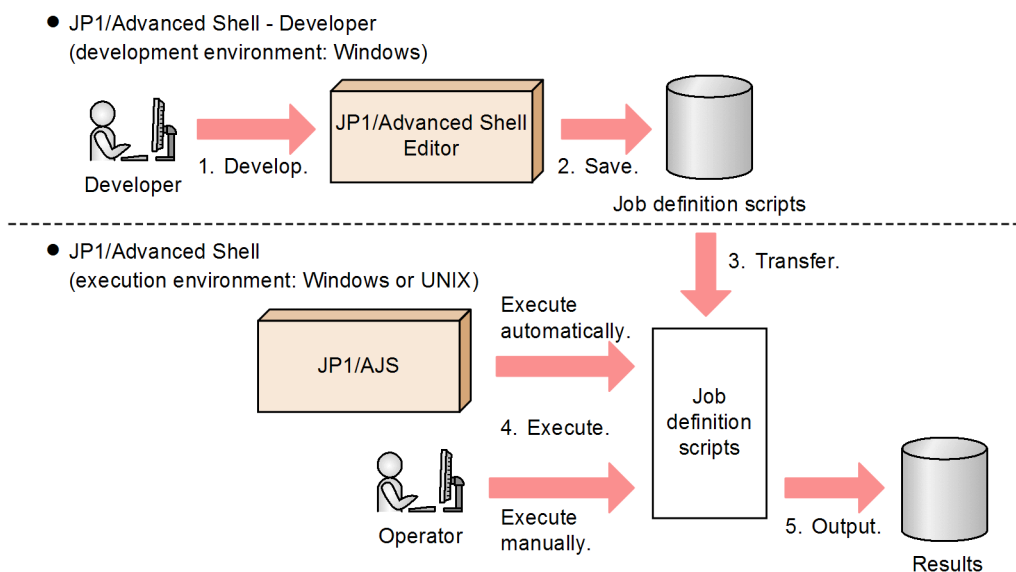 ● JP1/Advanced Shell - Developer
(development environment: Windows)
JP1/Advanced Shell
Editor
1. Develop.
2. Save.
Developer
Job definition scripts
● JP1/Advanced Shell
(execution environment: Windows or UNIX)
3. Transfer.
Execute
automatically.
JP1/AJS
Job
definition
scripts
4. Execute.
Operator
Execute
manually.
5. Output.
Results